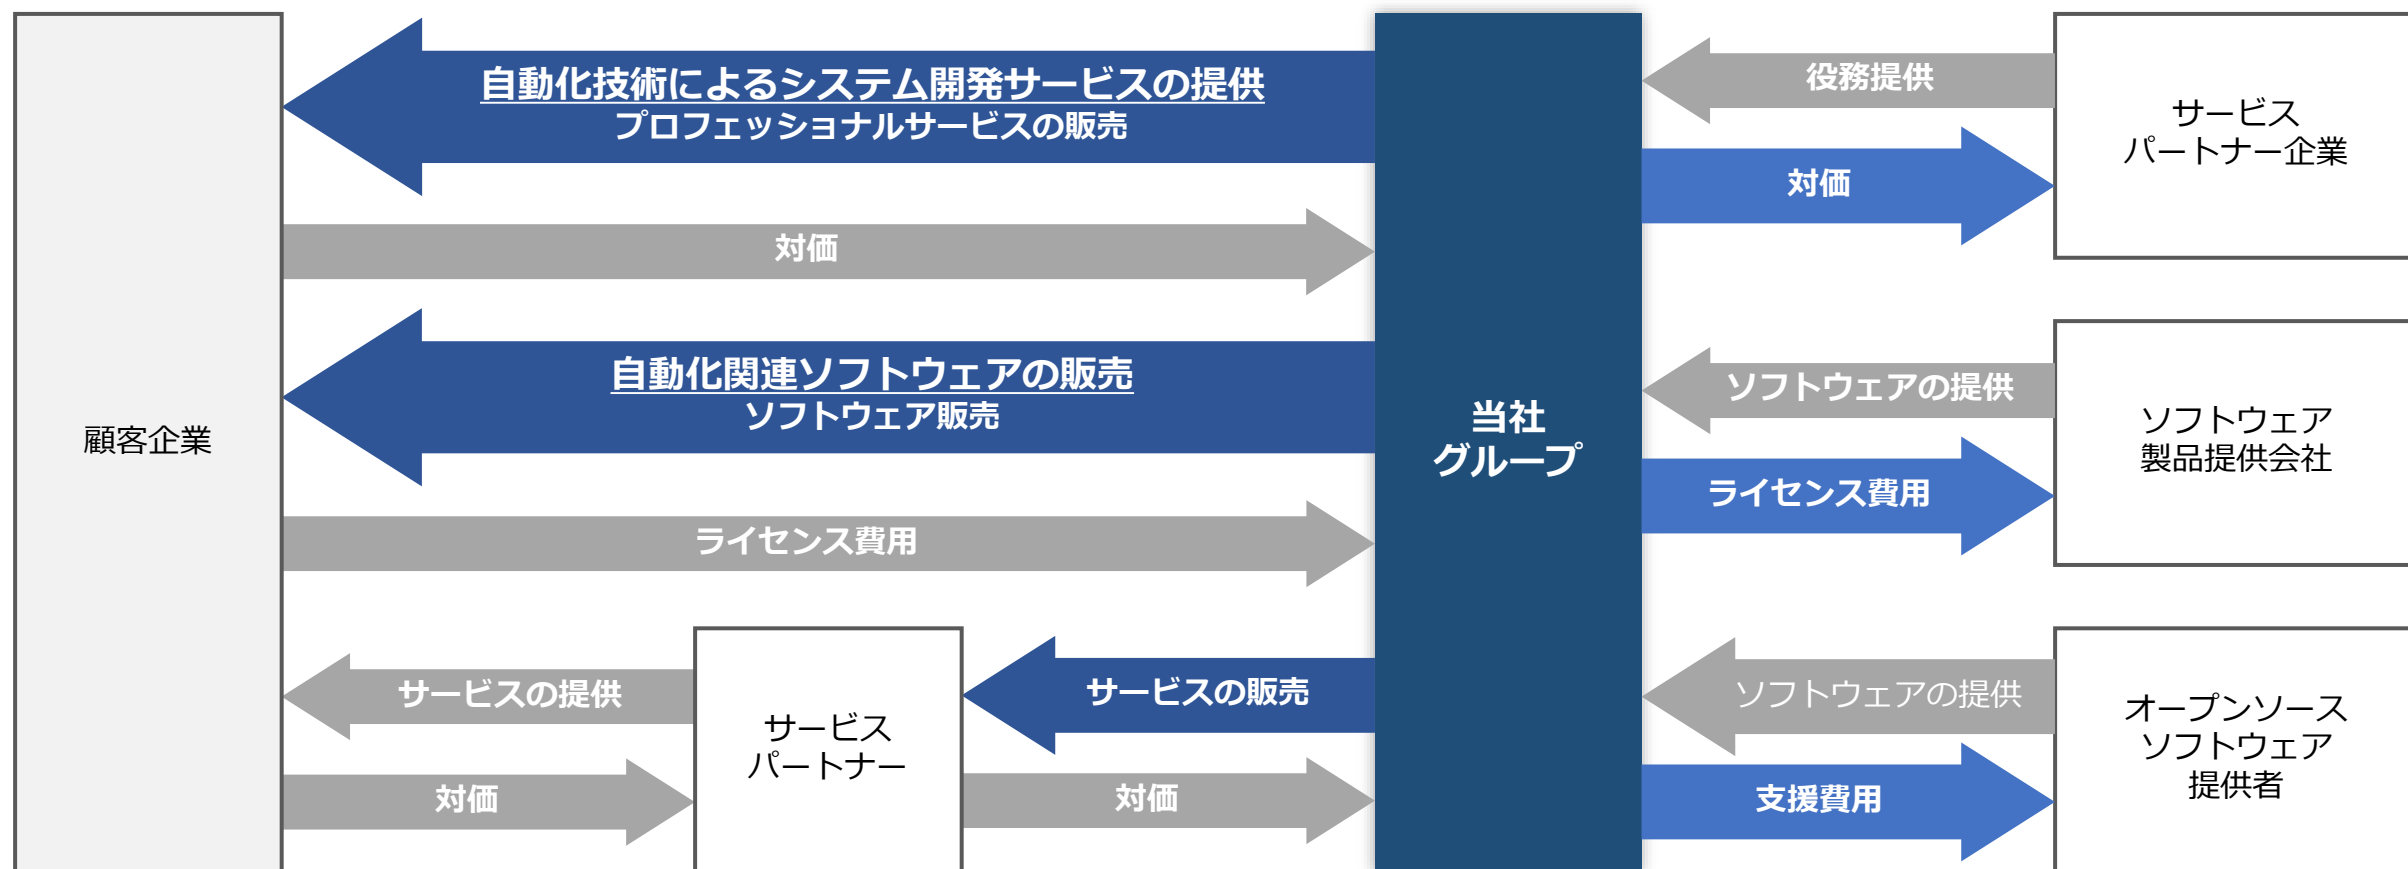 顧客企業
自動化技術によるシステム開発サービスの提供
プロフェッショナルサービスの販売
対価
自動化関連ソフトウェアの販売
ソフトウェア販売
ライセンス費用
サービスの提供
対価
サービス
パートナー
サービスの販売
対価
当社
グループ
役務提供
対価
サービス
パートナー企業
ソフトウェアの提供
ライセンス費用
ソフトウェア
製品提供会社
ソフトウェアの提供
支援費用
オープンソース
ソフトウェア
提供者